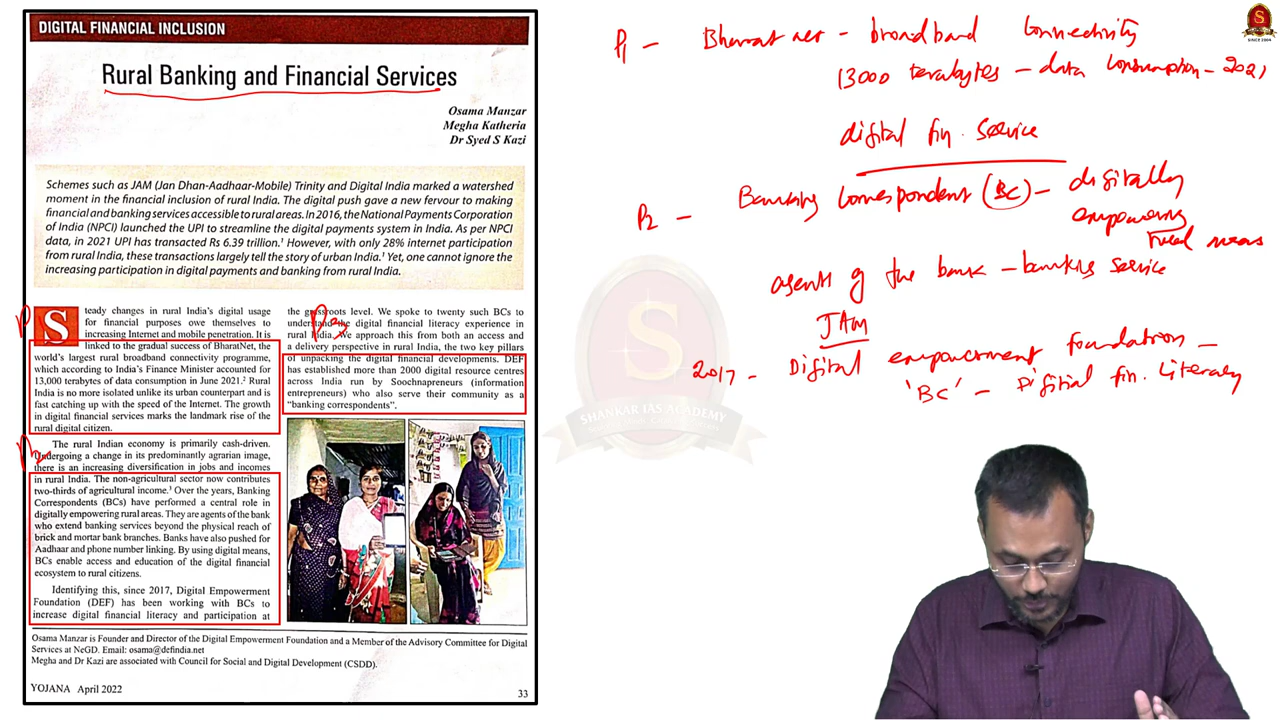 DIGITAL FINANCIAL INCLUSION
Rural Banking and Financial Services
Osama Manzar
Megha Katheria
Dr Syed S Kazi
Schemes such as JAM (Jan Dhan-Aadhaar-Mobile) Trinity and Digital India marked a watershed
moment in the financial inclusion of rural India. The digital push gave a new fervour to making
financial and banking services accessible to rural areas. In 2016, the National Payments Corporation
of India (NPCI) launched the UPI to streamline the digital payments system in India. As per NPCI
data, in 2021 UPI has transacted Rs 6.39 trillion.¹ However, with only 28% internet participation
from rural India, these transactions largely tell the story of urban India.¹ Yet, one cannot ignore the
increasing participation in digital payments and banking from rural India.
P1
Steady changes in rural India's digital usage
for financial purposes owe themselves to
increasing Internet and mobile penetration. It is
linked to the gradual success of BharatNet, the
world's largest rural broadband connectivity programme,
which according to India's Finance Minister accounted for
13,000 terabytes of data consumption in June 2021.² Rural
India is no more isolated unlike its urban counterpart and is
fast catching up with the speed of the Internet. The growth
in digital financial services marks the landmark rise of the
rural digital citizen.
P2
The rural Indian economy is primarily cash-driven.
Undergoing a change in its predominantly agrarian image,
there is an increasing diversification in jobs and incomes
in rural India. The non-agricultural sector now contributes
two-thirds of agricultural income.³ Over the years, Banking
Correspondents (BCs) have performed a central role in
digitally empowering rural areas. They are agents of the bank
who extend banking services beyond the physical reach of
brick and mortar bank branches. Banks have also pushed for
Aadhaar and phone number linking. By using digital means,
BCs enable access and education of the digital financial
ecosystem to rural citizens.
Identifying this, since 2017, Digital Empowerment
Foundation (DEF) has been working with BCs to
increase digital financial literacy and participation at
P3
the grassroots level. We spoke to twenty such BCs to
understand the digital financial literacy experience in
rural India. We approach this from both an access and
a delivery perspective in rural India, the two key pillars
of unpacking the digital financial developments. DEF
has established more than 2000 digital resource centres
across India run by Soochnapreneurs (information
entrepreneurs) who also serve their community as a
"banking correspondents".
Osama Manzar is Founder and Director of the Digital Empowerment Foundation and a Member of the Advisory Committee for Digital
Services at NeGD. Email: osama@defindia.net
Megha and Dr Kazi are associated with Council for Social and Digital Development (CSDD).
YOJANA April 2022
33
P1 - Bharat net - broadband connectivity
13000 terabytes - data consumption - 2021
digital fin. service
P2 - Banking correspondent (BC) - digitally
empowering
rural areas
agents of the bank - banking service
JAM
2017 - Digital empowerment foundation -
'BC' - Digitial fin. literacy
SHANKAR IAS ACADEMY
S
SINCE 2004